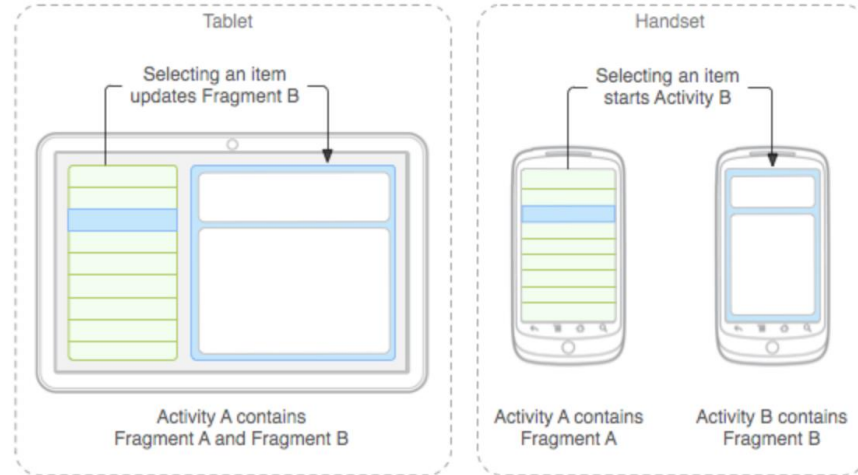 Tablet
Selecting an item
updates Fragment B
Activity A contains
Fragment A and Fragment B
Handset
Selecting an item
starts Activity B
Activity A contains
Fragment A
Activity B contains
Fragment B